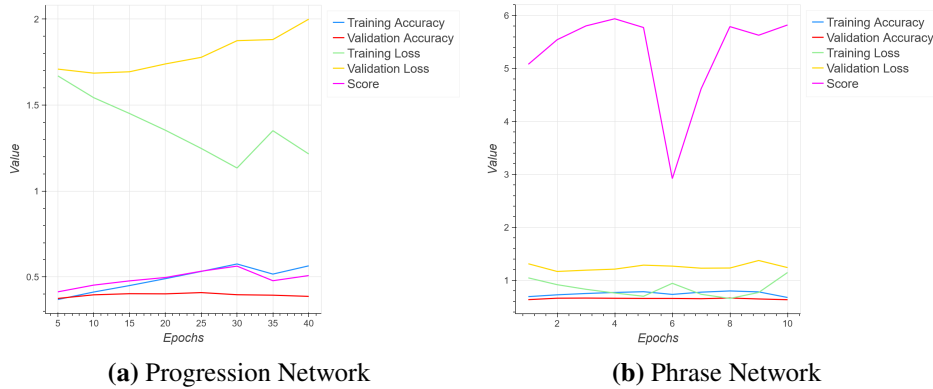 2
1.5
1
0.5
Value
5 10 15 20 25 30 35 40
Epochs
Training Accuracy
Validation Accuracy
Training Loss
Validation Loss
Score
(a) Progression Network
6
5
4
3
2
1
Value
2 4 6 8 10
Epochs
Training Accuracy
Validation Accuracy
Training Loss
Validation Loss
Score
(b) Phrase Network